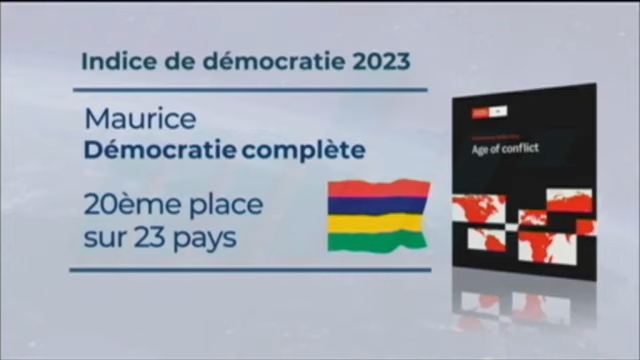 Indice de démocratie 2023
Maurice
Démocratie complète
20ème place
sur 23 pays
Age of conflict